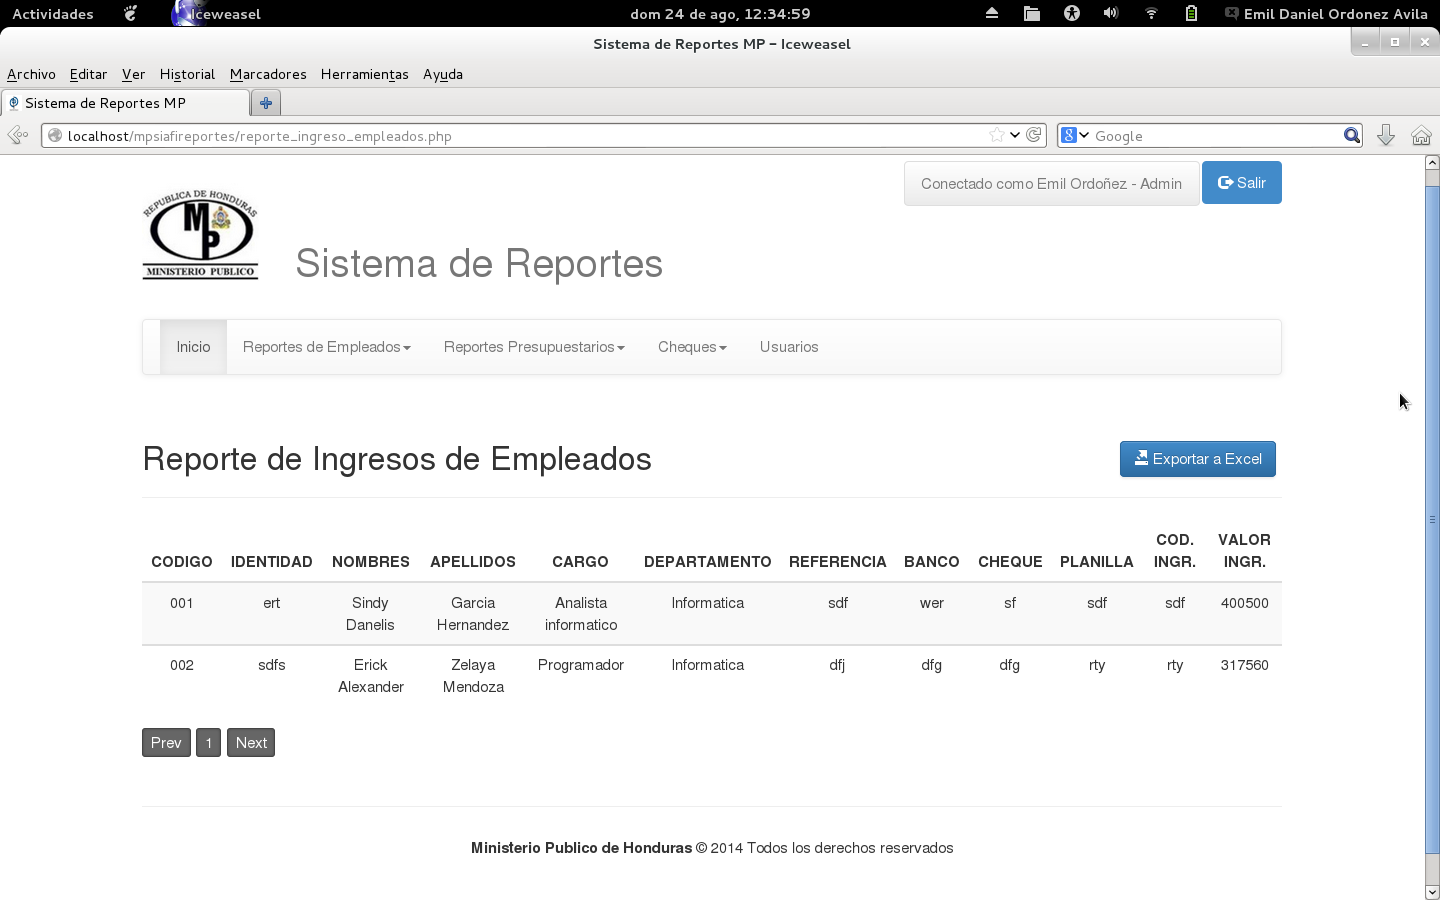 Actividades Iceweasel dom 24 de ago, 12:34:59 Emil Daniel Ordonez Avila
Sistema de Reportes MP - Iceweasel
Archivo Editar Ver Historial Marcadores Herramientas Ayuda
Sistema de Reportes MP
localhost/mpsiafireportes/reporte_ingreso_empleados.php Google
Conectado como Emil Ordoñez - Admin Salir
REPUBLICA DE HONDURAS
MP
MINISTERIO PUBLICO
Sistema de Reportes
Inicio Reportes de Empleados Reportes Presupuestarios Cheques Usuarios
Reporte de Ingresos de Empleados Exportar a Excel
CODIGO IDENTIDAD NOMBRES APELLIDOS CARGO DEPARTAMENTO REFERENCIA BANCO CHEQUE PLANILLA COD. INGR. VALOR INGR.
001 ert Sindy Danelis Garcia Hernandez Analista informatico Informatica sdf wer sf sdf sdf 400500
002 sdfs Erick Alexander Zelaya Mendoza Programador Informatica dfj dfg dfg rty rty 317560
Prev 1 Next
Ministerio Publico de Honduras © 2014 Todos los derechos reservados